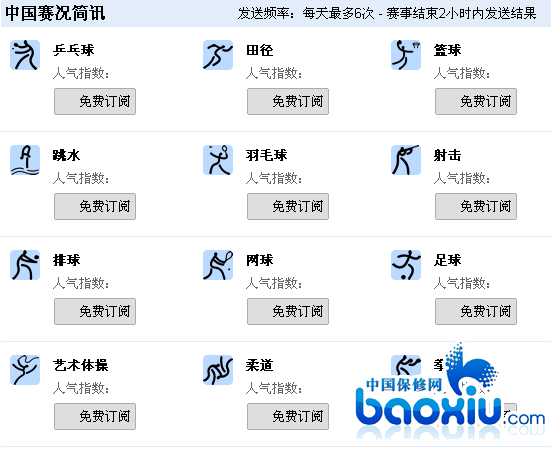 中国赛况简讯 发送频率：每天最多6次 - 赛事结束2小时内发送结果
乒乓球 田径 篮球
人气指数： 人气指数： 人气指数：
免费订阅 免费订阅 免费订阅
跳水 羽毛球 射击
人气指数： 人气指数： 人气指数：
免费订阅 免费订阅 免费订阅
排球 网球 足球
人气指数： 人气指数： 人气指数：
免费订阅 免费订阅 免费订阅
艺术体操 柔道
人气指数： 人气指数：
免费订阅 免费订阅
中国保修网
baoxiu.com